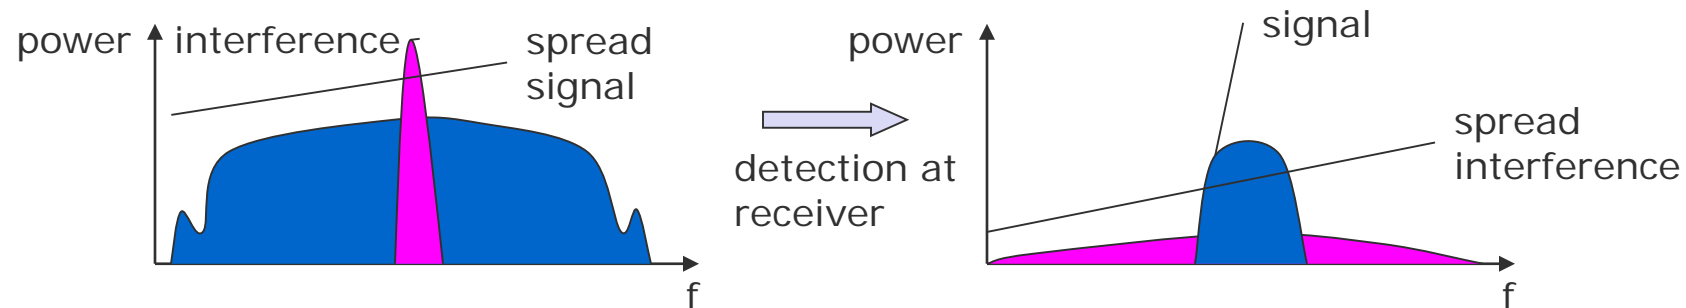 power
interference
spread
signal
f
detection at
receiver
power
signal
spread
interference
f